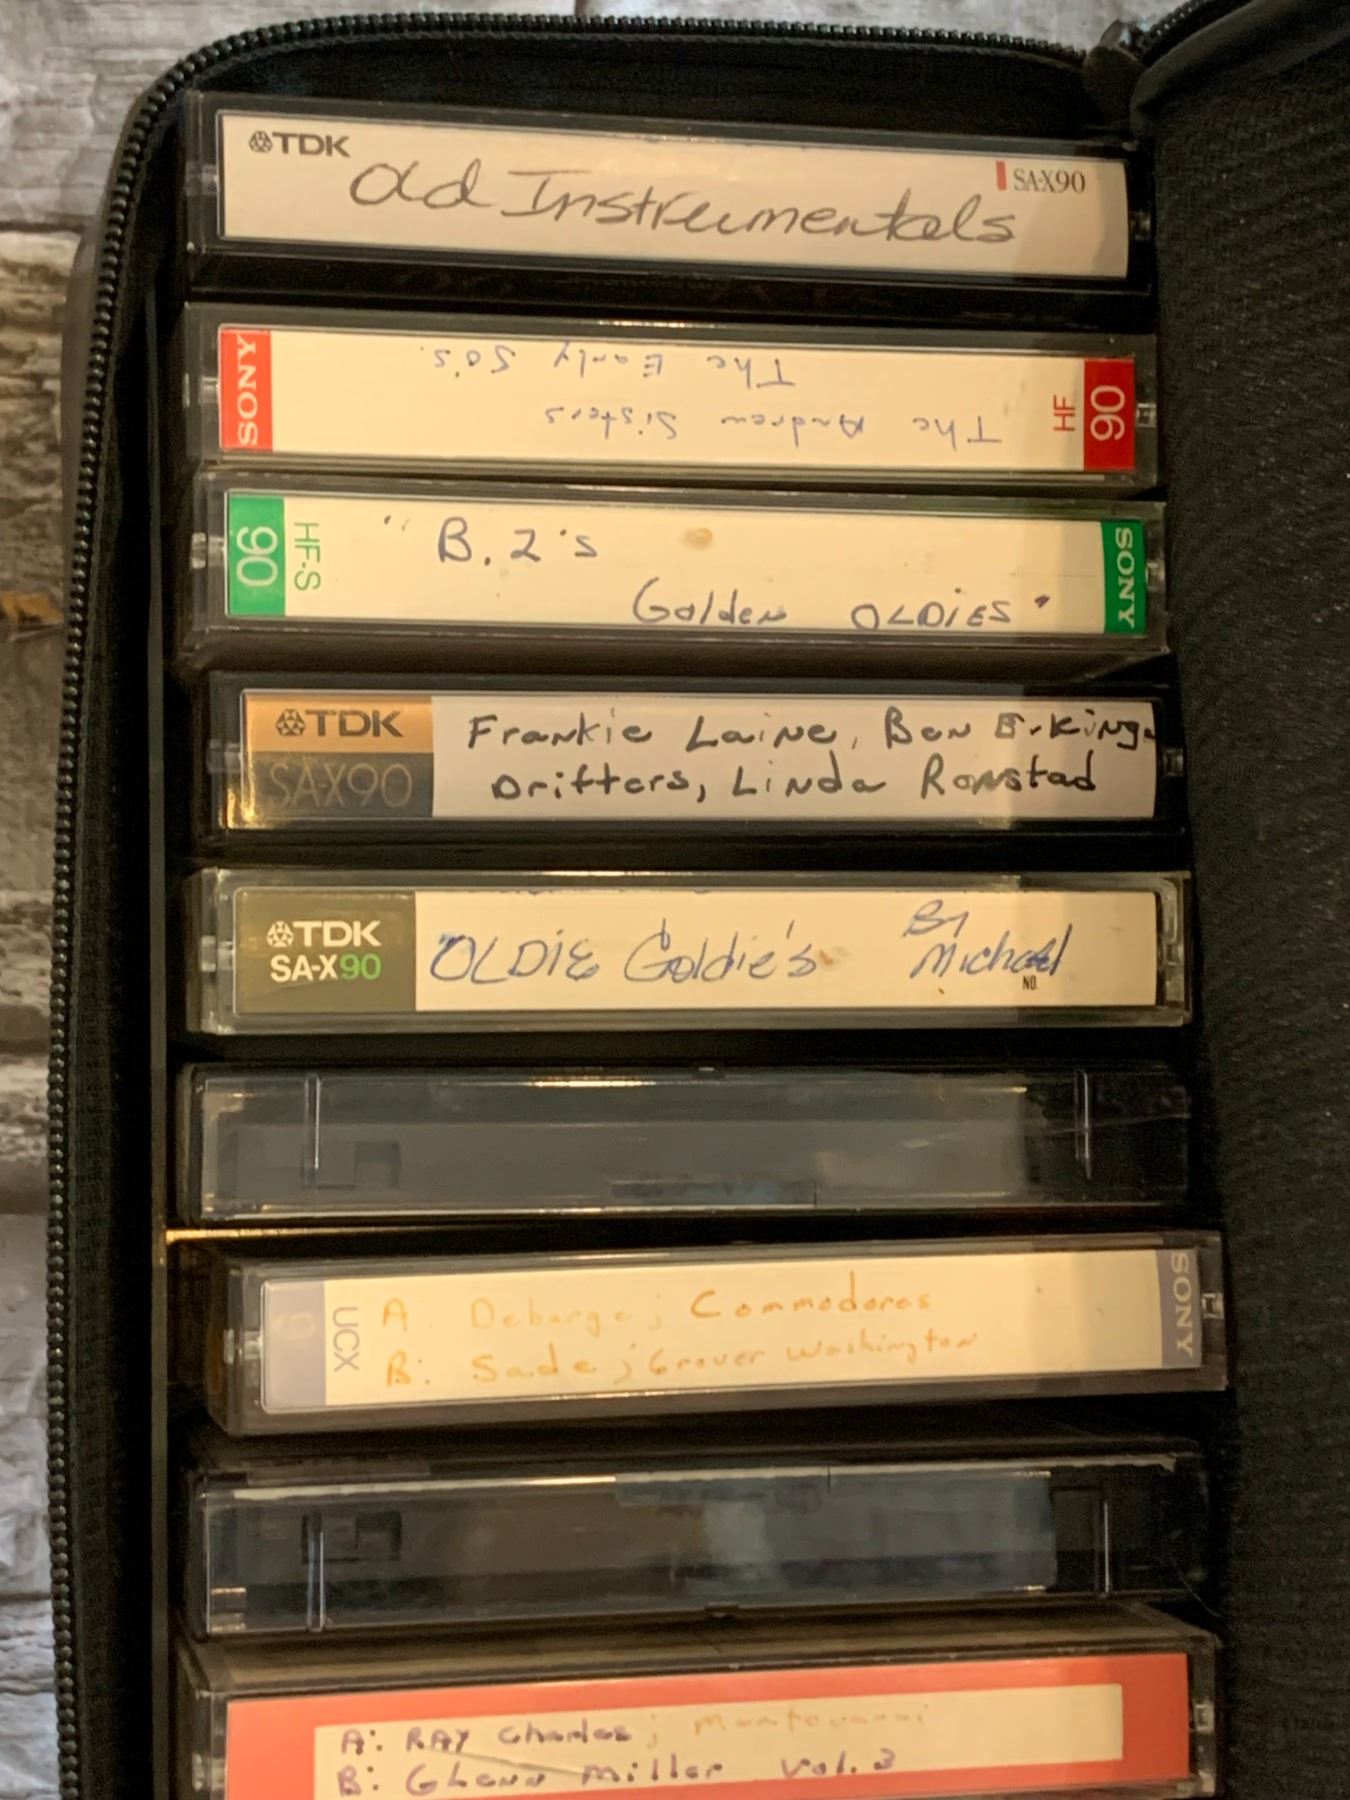 TDK
SA-X90
Old Instrumentals
SONY
The Andrew Sisters
The Early 50's.
HF
90
90
HF-S
"B.J's
Golden OLDiES"
SONY
TDK
SA-X90
Frankie Laine, Ben E. King,
Drifters, Linda Ronstad
TDK
SA-X90
OLDIE Goldie's
By
Michael
NO.
UCX
A: Debarge; Commodores
B: Sade; Grover Washington
SONY
A: RAY Charles; Mantovanni
B: Glenn Miller Vol. 3